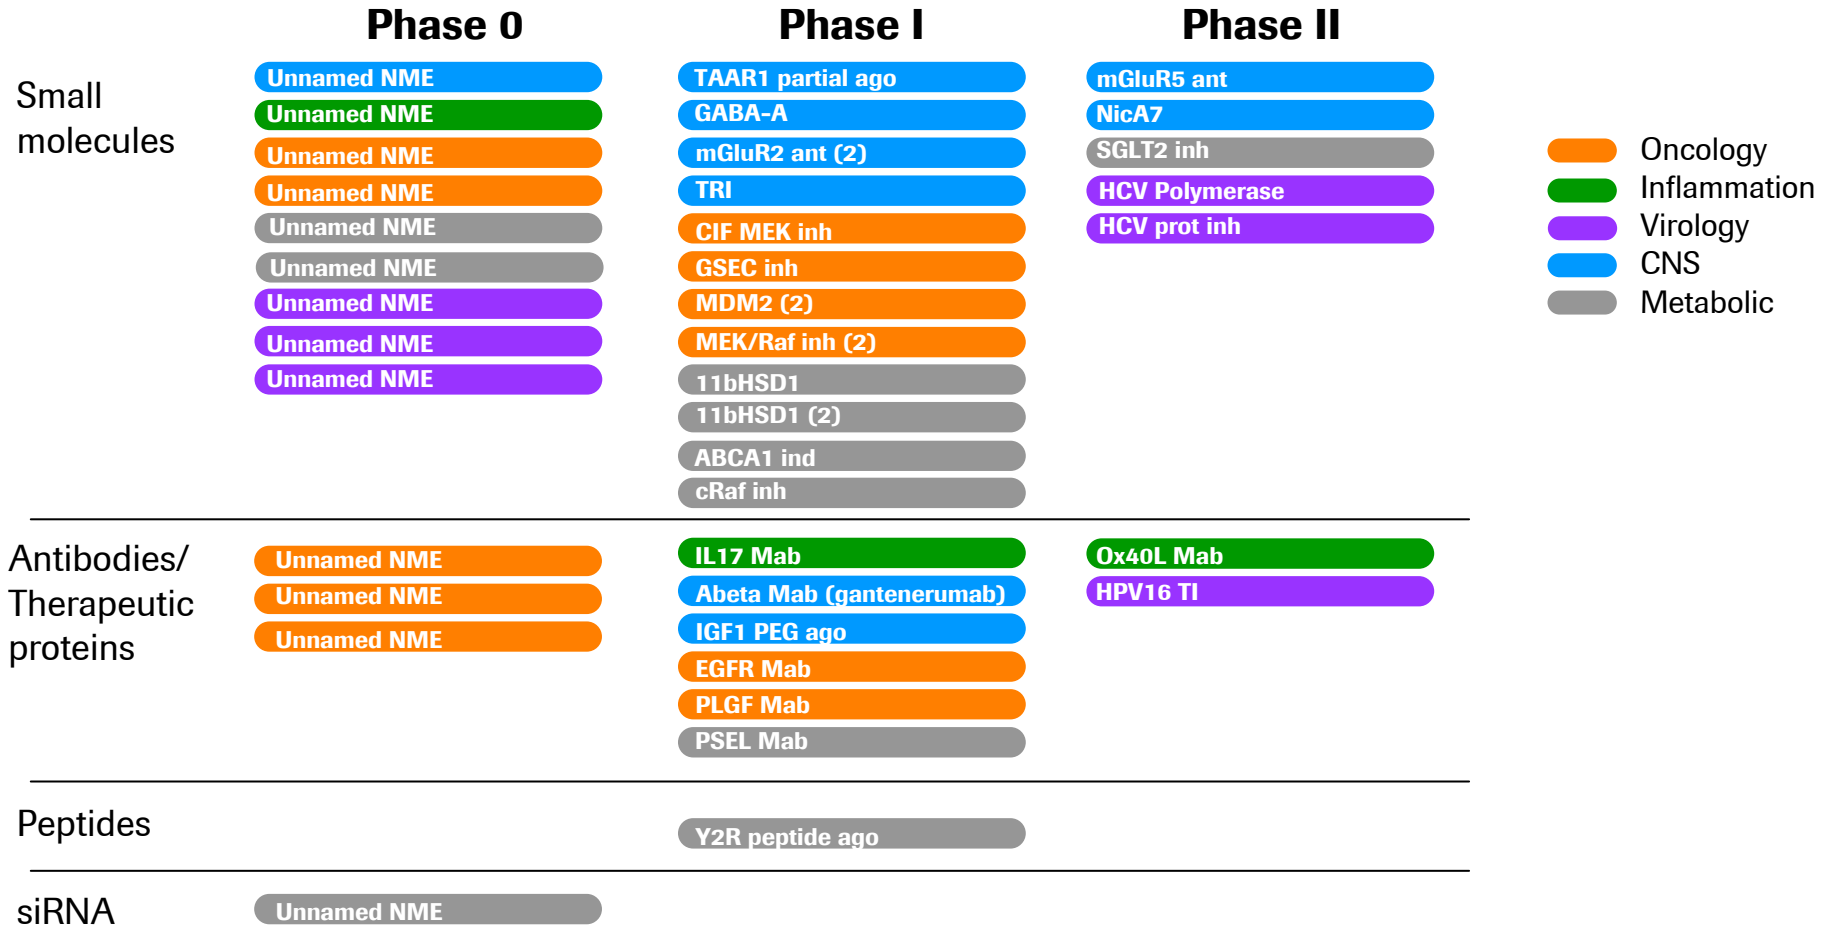 Phase 0
Phase I
Phase II
Small
molecules
Unnamed NME
Unnamed NME
Unnamed NME
Unnamed NME
Unnamed NME
Unnamed NME
Unnamed NME
Unnamed NME
Unnamed NME
TAAR1 partial ago
GABA-A
mGluR2 ant (2)
TRI
CIF MEK inh
GSEC inh
MDM2 (2)
MEK/Raf inh (2)
11bHSD1
11bHSD1 (2)
ABCA1 ind
cRaf inh
mGluR5 ant
NicA7
SGLT2 inh
HCV Polymerase
HCV prot inh
Oncology
Inflammation
Virology
CNS
Metabolic
Antibodies/
Therapeutic
proteins
Unnamed NME
Unnamed NME
Unnamed NME
IL17 Mab
Abeta Mab (gantenerumab)
IGF1 PEG ago
EGFR Mab
PLGF Mab
PSEL Mab
Ox40L Mab
HPV16 TI
Peptides
Y2R peptide ago
siRNA
Unnamed NME